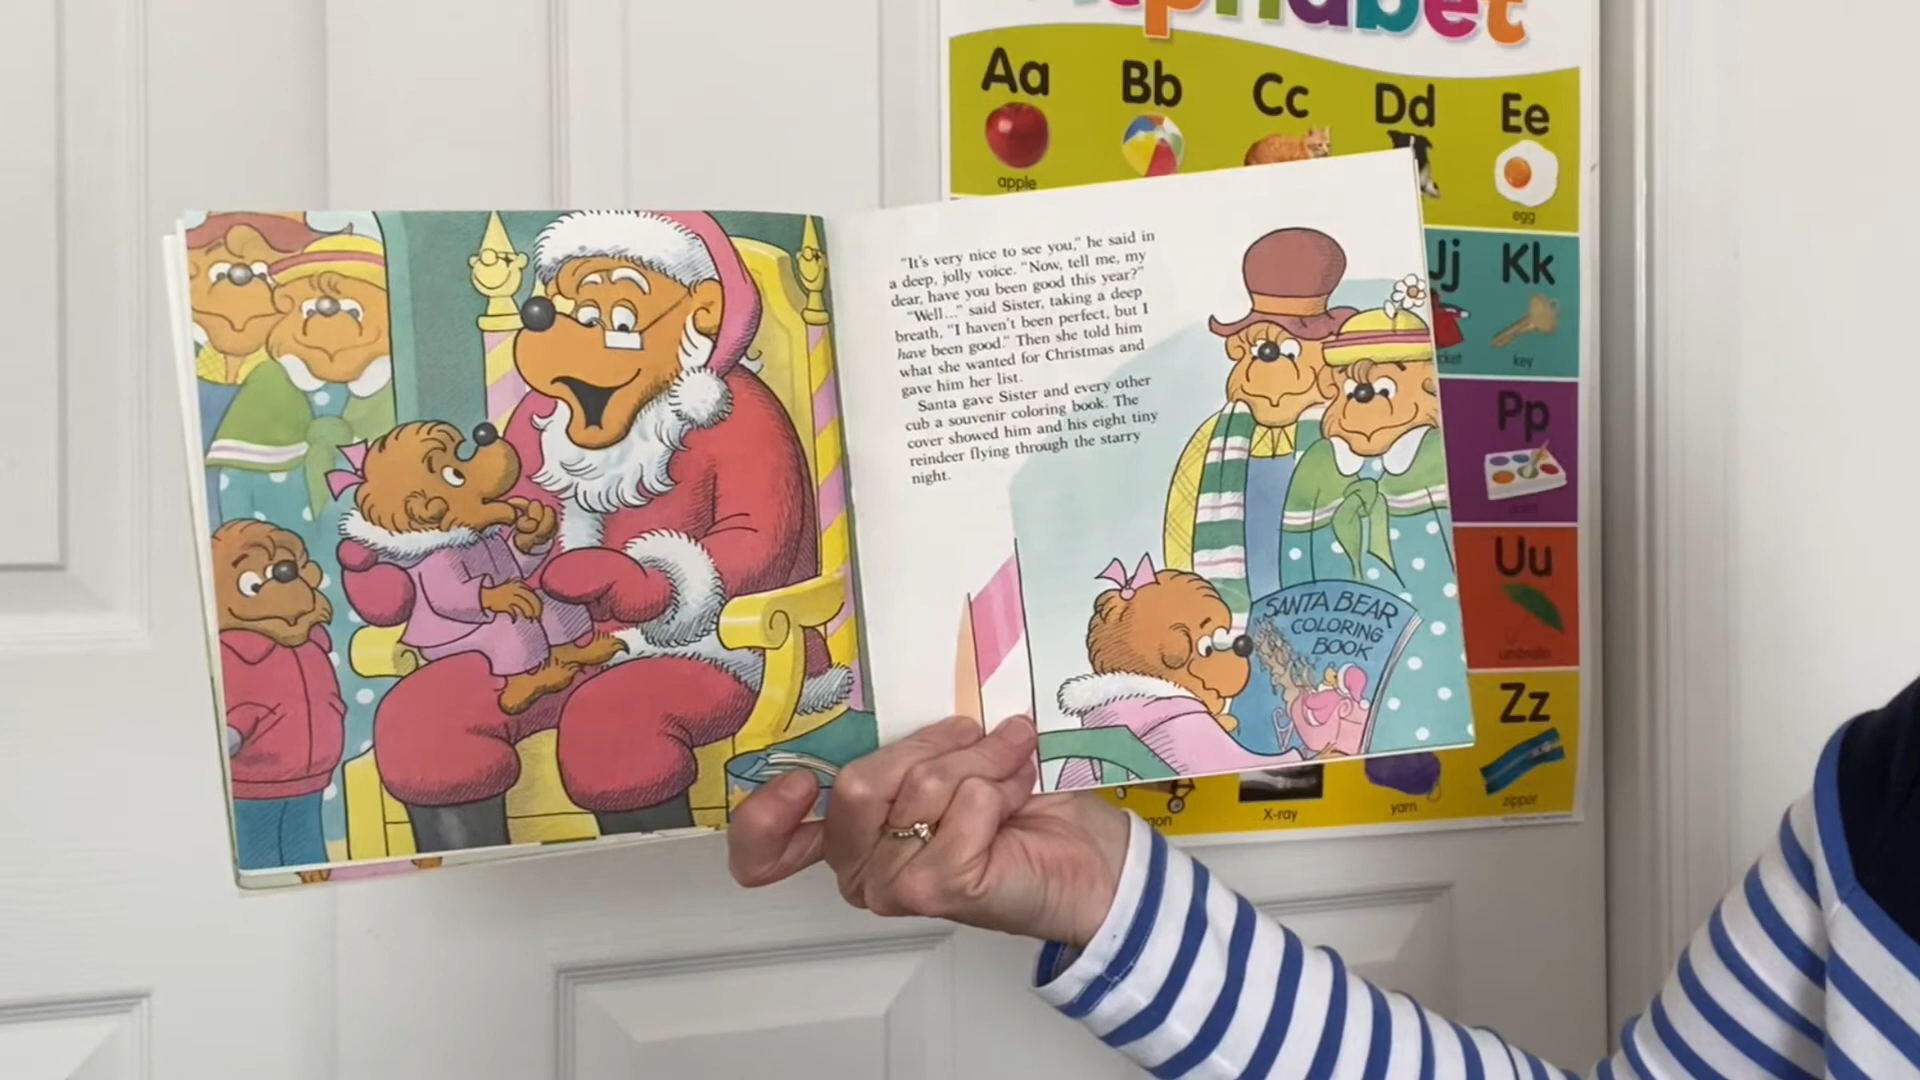 Alphabet
Aa Bb Cc Dd Ee
apple
egg
Jj Kk
key
Pp
Uu
umbrella
Zz
X-ray yarn zipper
"It's very nice to see you," he said in
a deep, jolly voice. "Now, tell me, my
dear, have you been good this year?"
"Well..." said Sister, taking a deep
breath, "I haven't been perfect, but I
have been good." Then she told him
what she wanted for Christmas and
gave him her list.
Santa gave Sister and every other
cub a souvenir coloring book. The
cover showed him and his eight tiny
reindeer flying through the starry
night.
SANTA BEAR
COLORING
BOOK